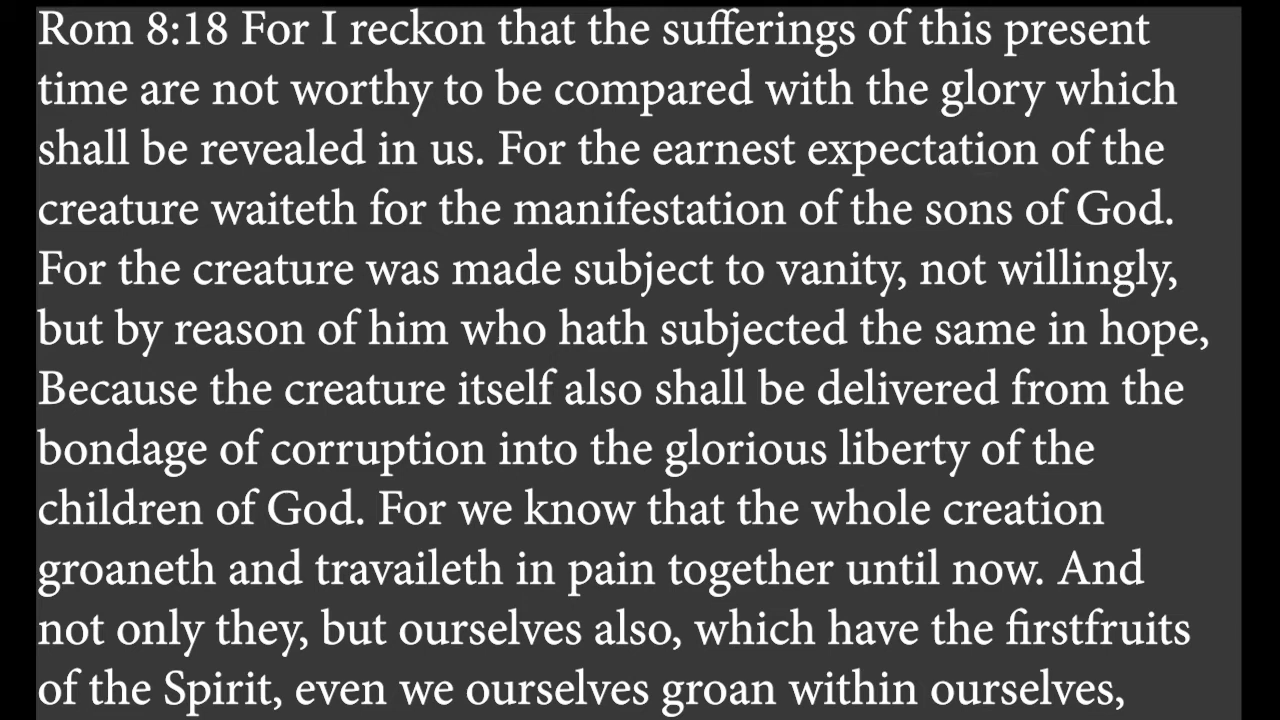 Rom 8:18 For I reckon that the sufferings of this present
time are not worthy to be compared with the glory which
shall be revealed in us. For the earnest expectation of the
creature waiteth for the manifestation of the sons of God.
For the creature was made subject to vanity, not willingly,
but by reason of him who hath subjected the same in hope,
Because the creature itself also shall be delivered from the
bondage of corruption into the glorious liberty of the
children of God. For we know that the whole creation
groaneth and travaileth in pain together until now. And
not only they, but ourselves also, which have the firstfruits
of the Spirit, even we ourselves groan within ourselves,